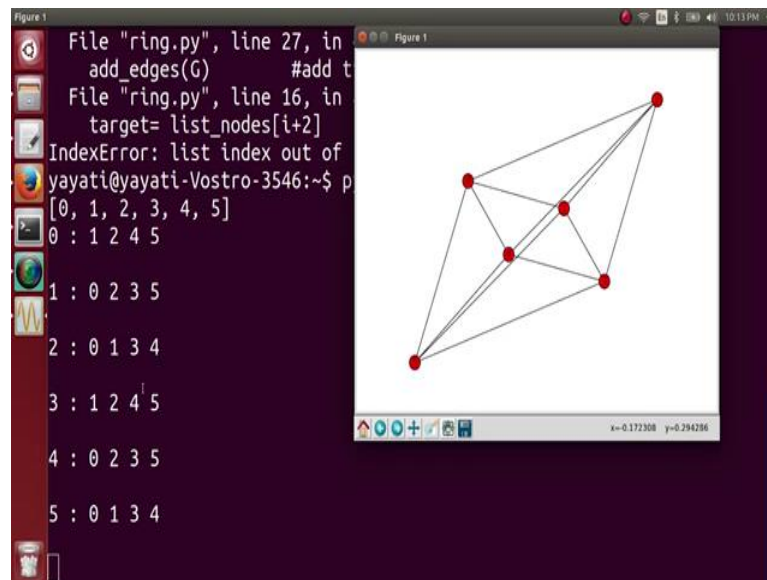 Figure 1
10:13 PM
File "ring.py", line 27, in
add_edges(G) #add t
File "ring.py", line 16, in
target= list_nodes[i+2]
IndexError: list index out of
yayati@yayati-Vostro-3546:~$ p
[0, 1, 2, 3, 4, 5]
0 : 1 2 4 5
1 : 0 2 3 5
2 : 0 1 3 4
3 : 1 2 4 5
4 : 0 2 3 5
5 : 0 1 3 4
Figure 1
x=-0.172308 y=0.294286